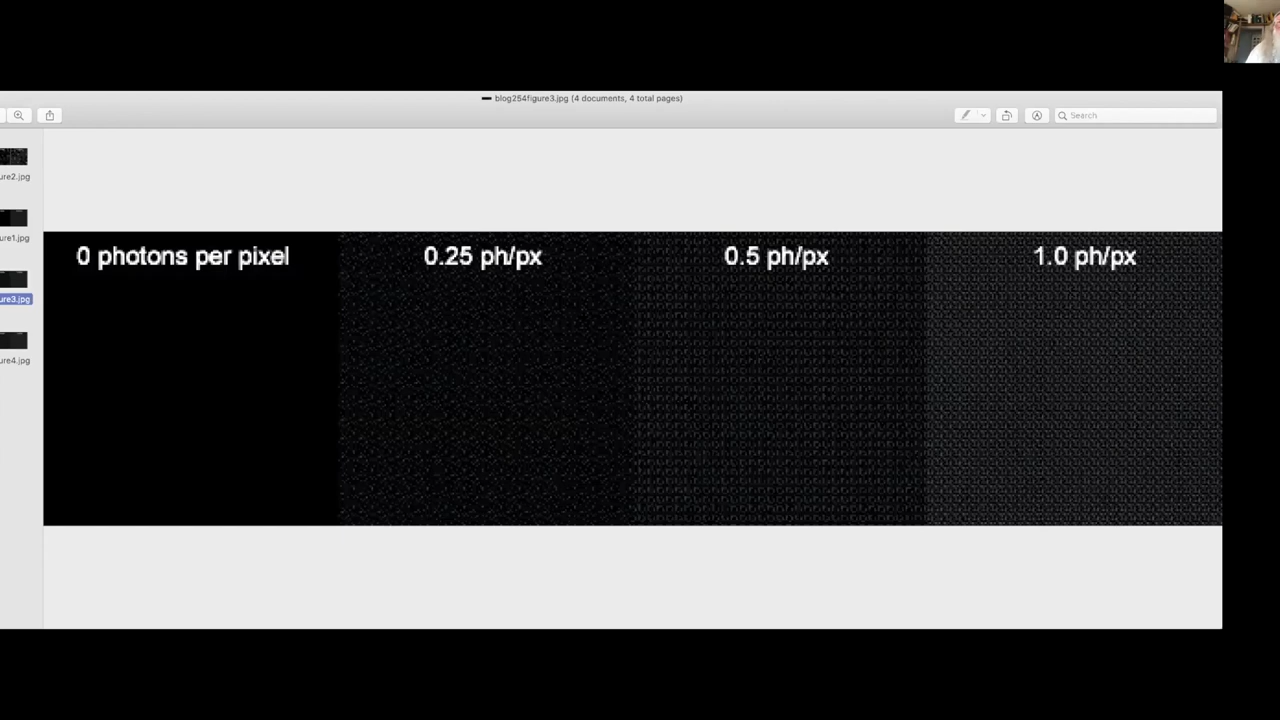 blog254figure3.jpg (4 documents, 4 total pages)
Search
ure2.jpg
ure1.jpg
ure3.jpg
ure4.jpg
0 photons per pixel
0.25 ph/px
0.5 ph/px
1.0 ph/px